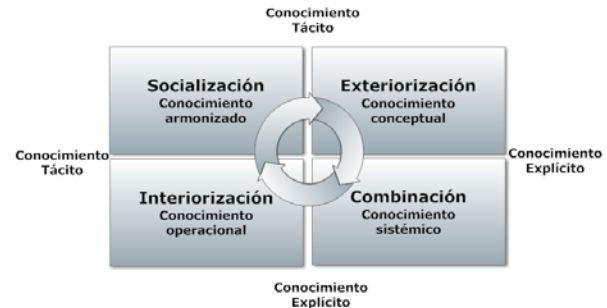 Conocimiento
Tácito
Socialización
Conocimiento
armonizado
Exteriorización
Conocimiento
conceptual
Conocimiento
Tácito
Conocimiento
Explícito
Interiorización
Conocimiento
operacional
Combinación
Conocimiento
sistémico
Conocimiento
Explícito